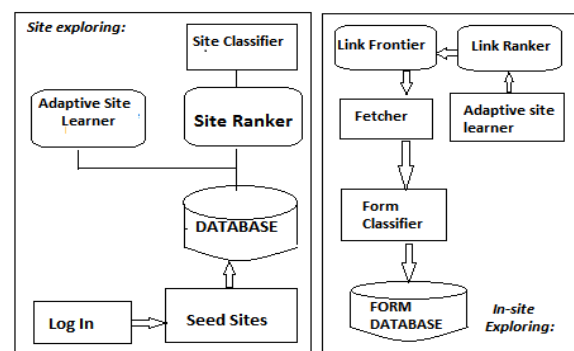 Site exploring:
Site Classifier
Adaptive Site
Learner
Site Ranker
DATABASE
Log In
Seed Sites
Link Frontier
Link Ranker
Fetcher
Adaptive site
learner
Form
Classifier
FORM
DATABASE
In-site
Exploring: